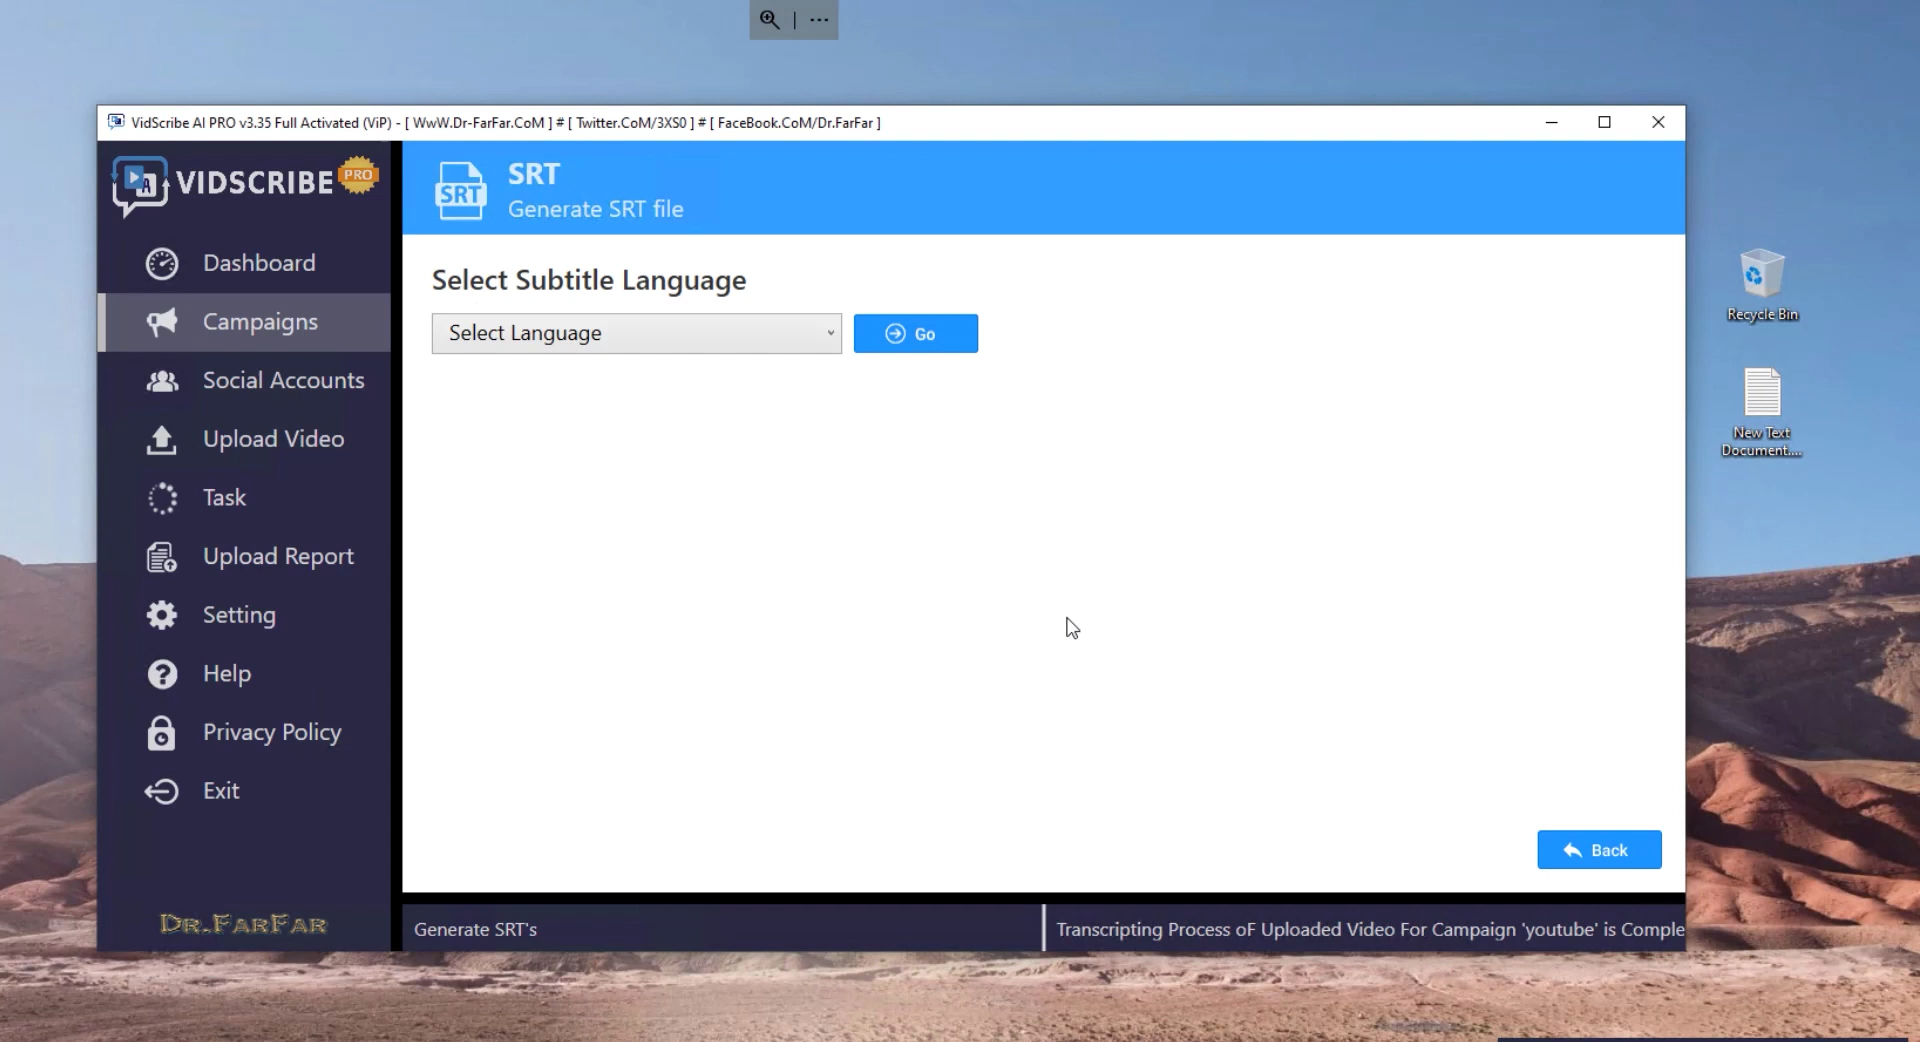 VidScribe AI PRO v3.35 Full Activated (ViP) - [ WwW.Dr-FarFar.CoM ] # [ Twitter.CoM/3XS0 ] # [ FaceBook.CoM/Dr.FarFar ]
A VIDSCRIBE PRO
SRT
SRT
Generate SRT file
Dashboard
Campaigns
Social Accounts
Upload Video
Task
Upload Report
Setting
Help
Privacy Policy
Exit
DR.FARFAR
Select Subtitle Language
Select Language
Go
Back
Generate SRT's
Transcripting Process oF Uploaded Video For Campaign 'youtube' is Comple
Recycle Bin
New Text
Document....